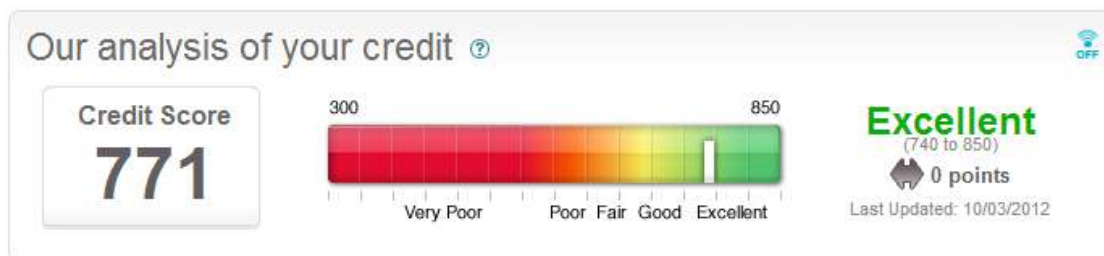 Our analysis of your credit ?
OFF
Credit Score
771
300
850
Very Poor
Poor
Fair
Good
Excellent
Excellent
(740 to 850)
0 points
Last Updated: 10/03/2012